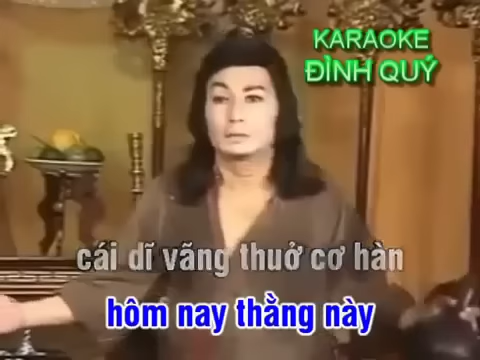 KARAOKE
ĐÌNH QUÝ
cái dĩ vãng thuở cơ hàn
hôm nay thằng này